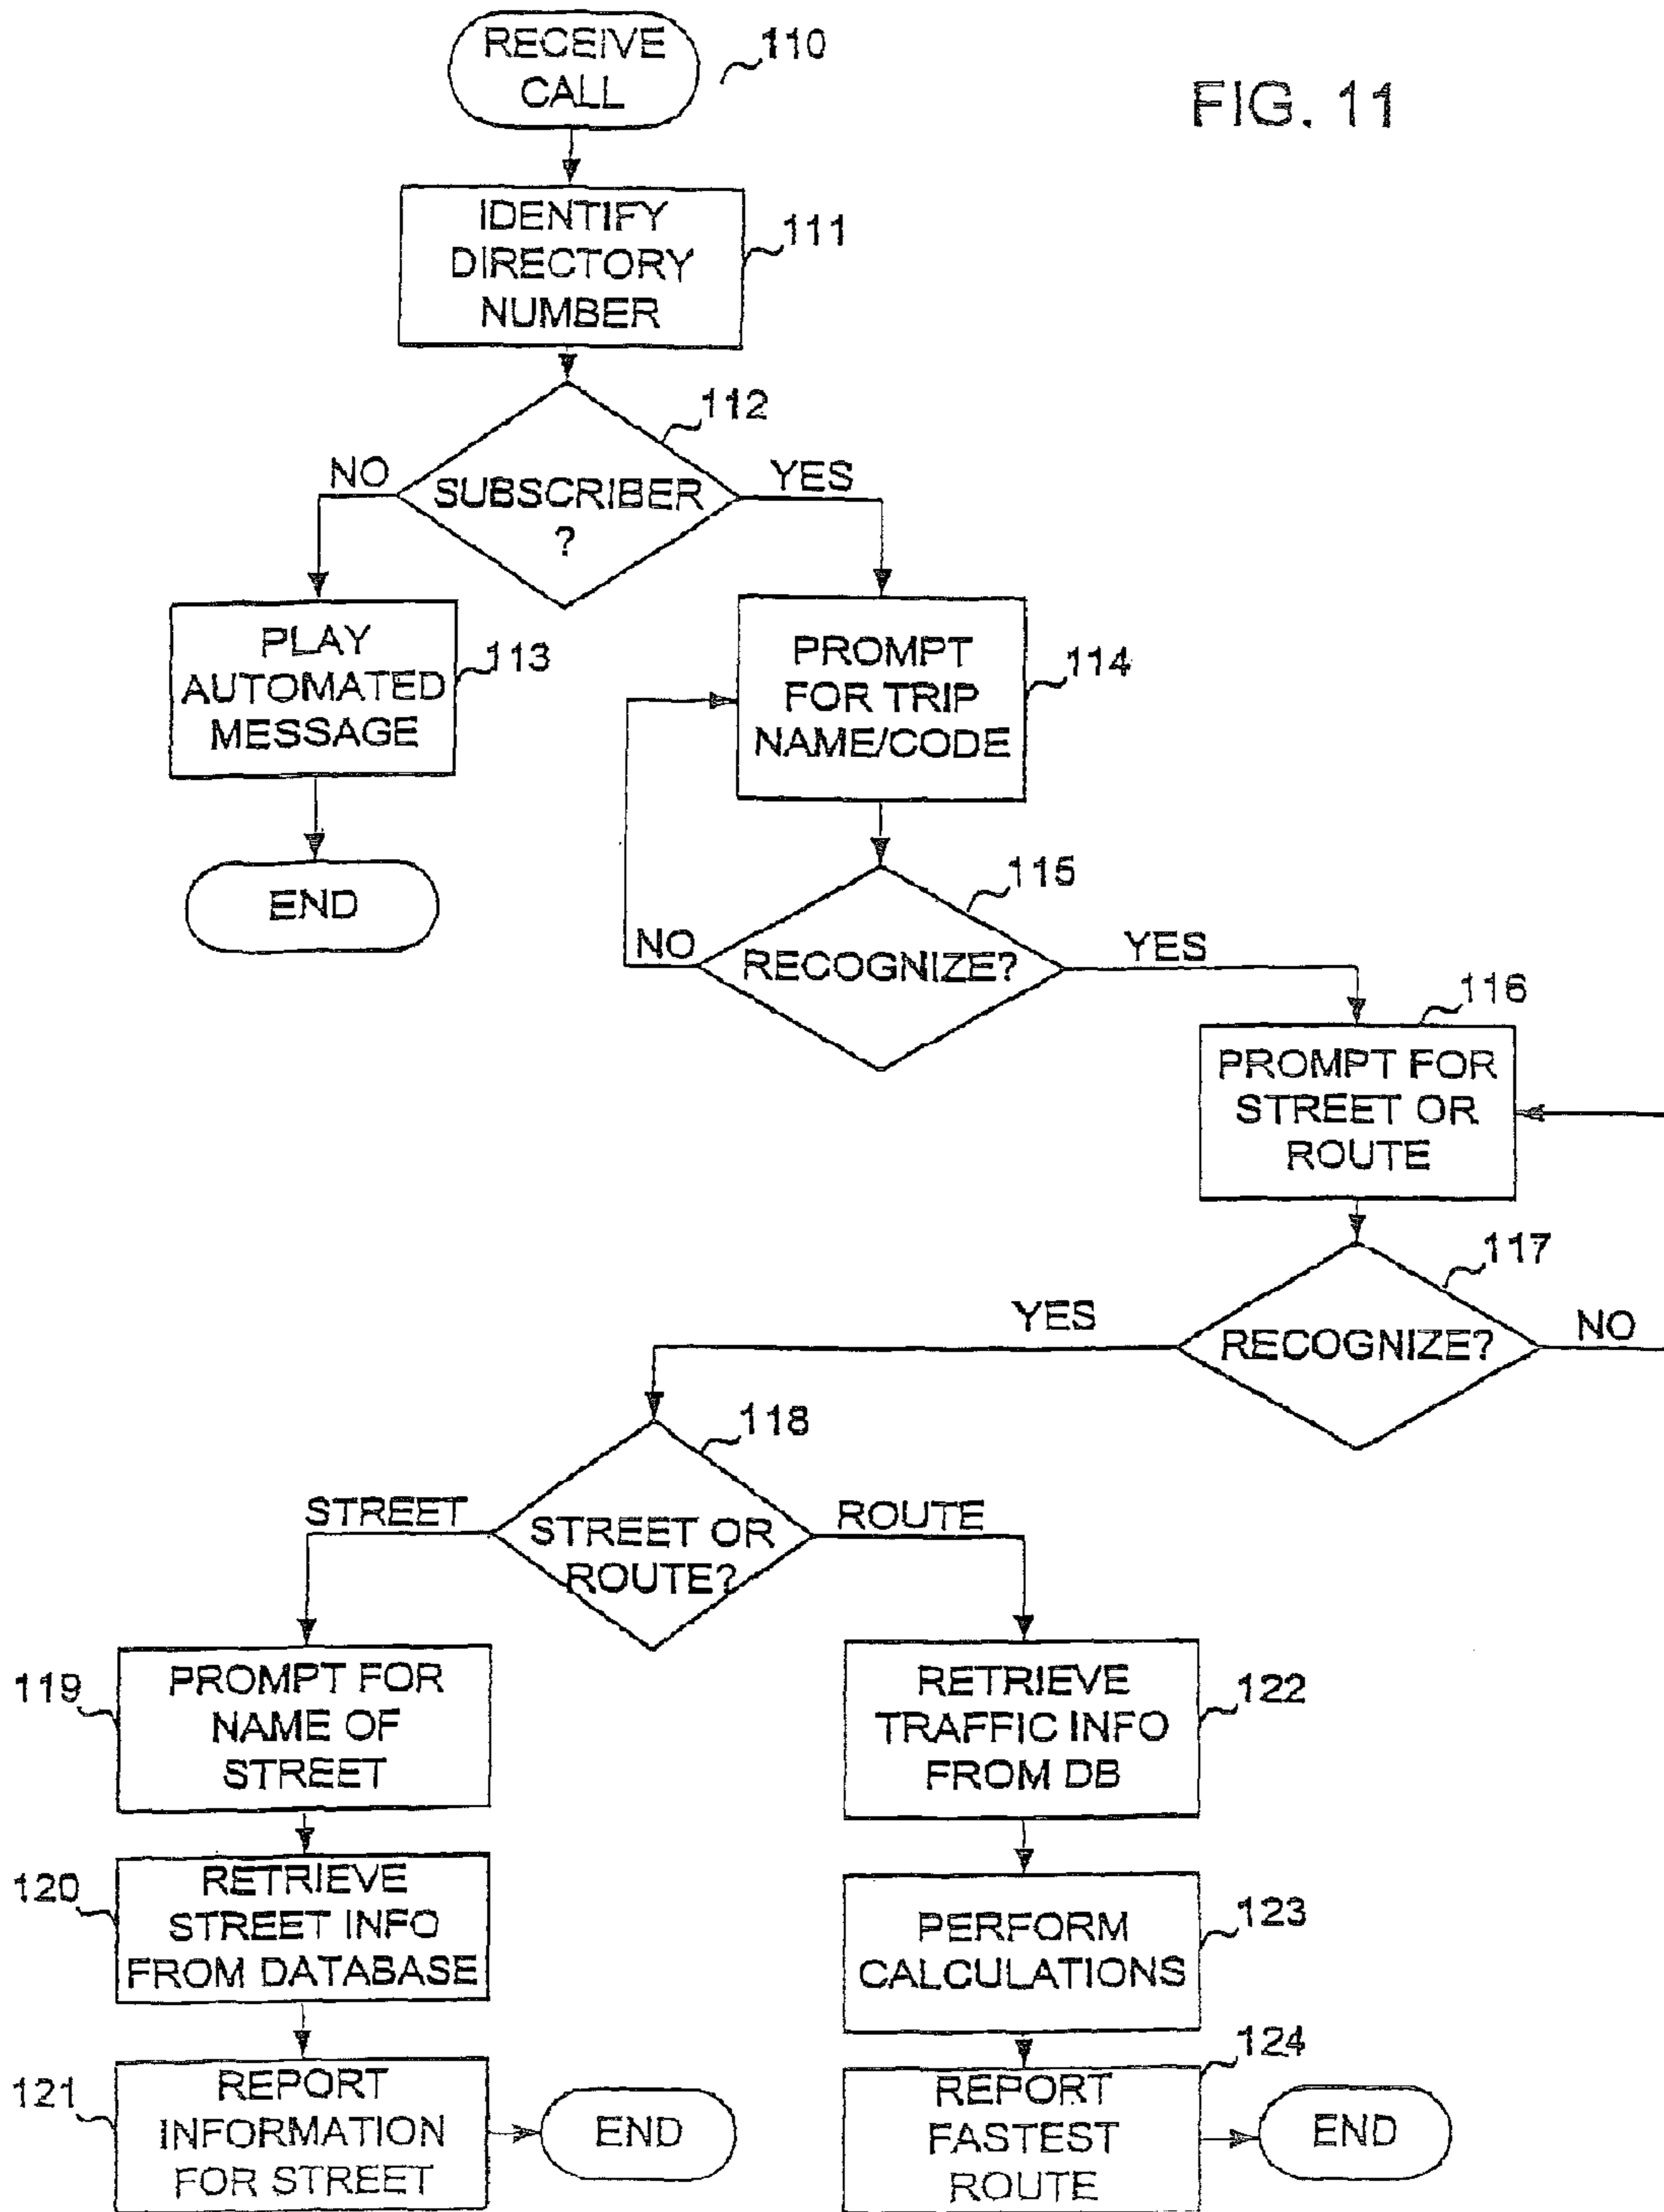 RECEIVE
CALL
110
FIG. 11
IDENTIFY
DIRECTORY
NUMBER
111
112
NO
SUBSCRIBER
?
YES
PLAY
AUTOMATED
MESSAGE
113
PROMPT
FOR TRIP
NAME/CODE
114
END
115
NO
RECOGNIZE?
YES
116
PROMPT FOR
STREET OR
ROUTE
117
YES
RECOGNIZE?
NO
118
STREET
STREET OR
ROUTE?
ROUTE
119
PROMPT FOR
NAME OF
STREET
RETRIEVE
TRAFFIC INFO
FROM DB
122
120
RETRIEVE
STREET INFO
FROM DATABASE
PERFORM
CALCULATIONS
123
121
REPORT
INFORMATION
FOR STREET
END
124
REPORT
FASTEST
ROUTE
END